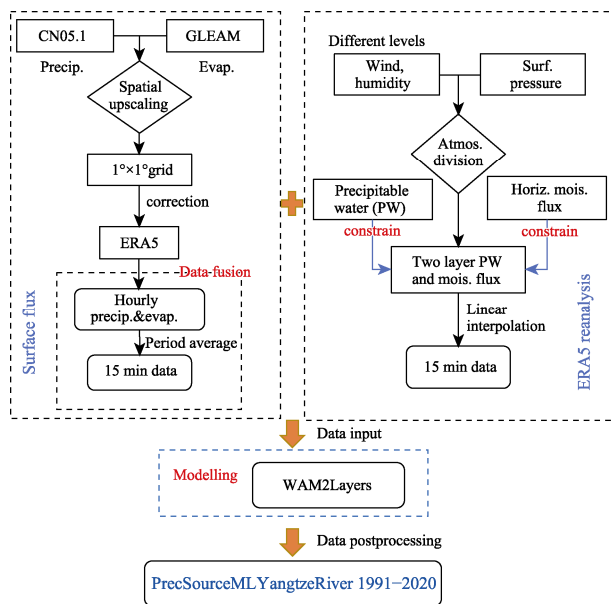 CN05.1
GLEAM
Precip.
Evap.
Spatial
upscaling
1°×1°grid
correction
ERA5
Data-fusion
Hourly
precip.&evap.
Period average
15 min data
Surface flux
Different levels
Wind,
humidity
Surf.
pressure
Atmos.
division
Precipitable
water (PW)
Horiz. mois.
flux
constrain
constrain
Two layer PW
and mois. flux
Linear
interpolation
15 min data
ERA5 reanalysis
Data input
Modelling
WAM2Layers
Data postprocessing
PrecSourceMLYangtzeRiver 1991−2020